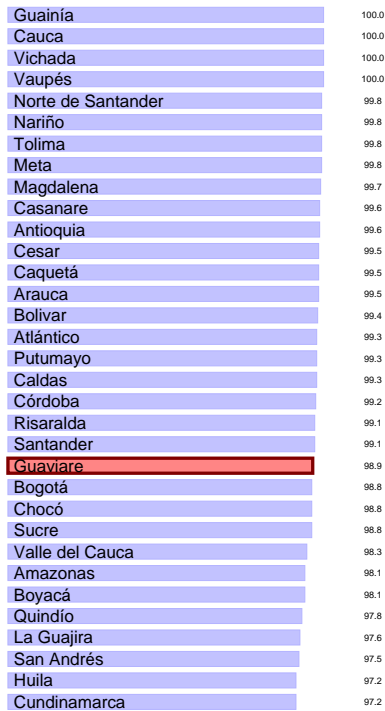 Guainía 100.0
Cauca 100.0
Vichada 100.0
Vaupés 100.0
Norte de Santander 99.8
Nariño 99.8
Tolima 99.8
Meta 99.8
Magdalena 99.7
Casanare 99.6
Antioquia 99.6
Cesar 99.5
Caquetá 99.5
Arauca 99.5
Bolivar 99.4
Atlántico 99.3
Putumayo 99.3
Caldas 99.3
Córdoba 99.2
Risaralda 99.1
Santander 99.1
Guaviare 98.9
Bogotá 98.8
Chocó 98.8
Sucre 98.8
Valle del Cauca 98.3
Amazonas 98.1
Boyacá 98.1
Quindío 97.8
La Guajira 97.6
San Andrés 97.5
Huila 97.2
Cundinamarca 97.2